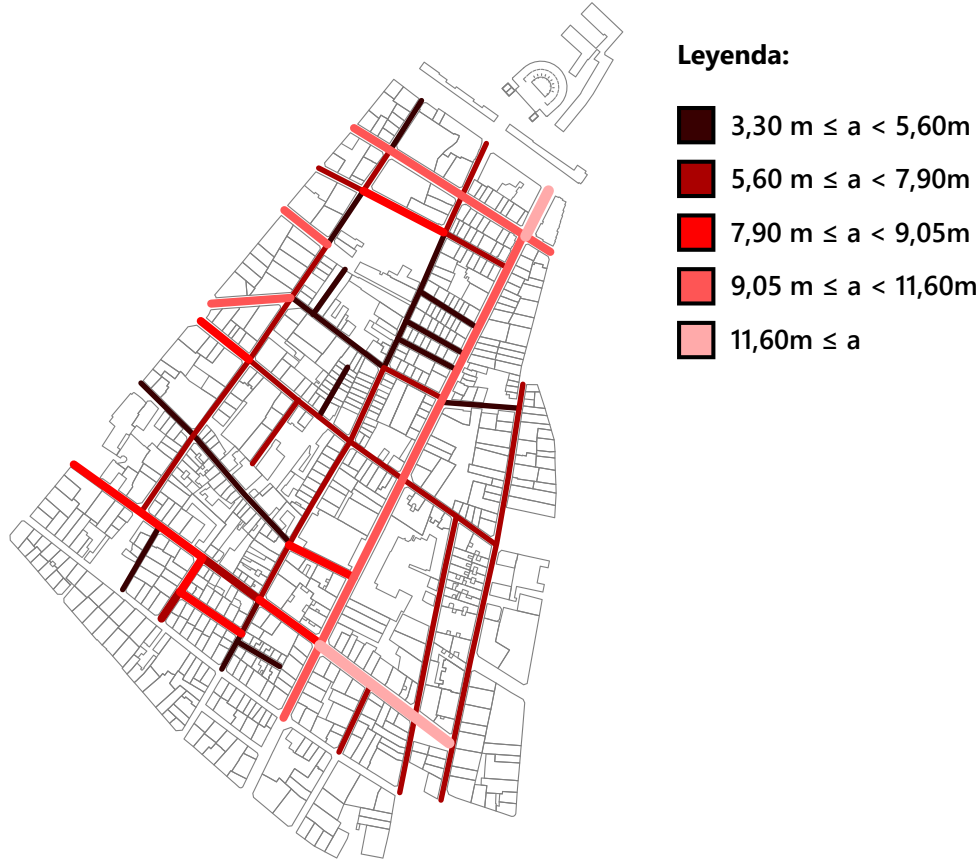 Leyenda:
3,30 m ≤ a < 5,60m
5,60 m ≤ a < 7,90m
7,90 m ≤ a < 9,05m
9,05 m ≤ a < 11,60m
11,60m ≤ a